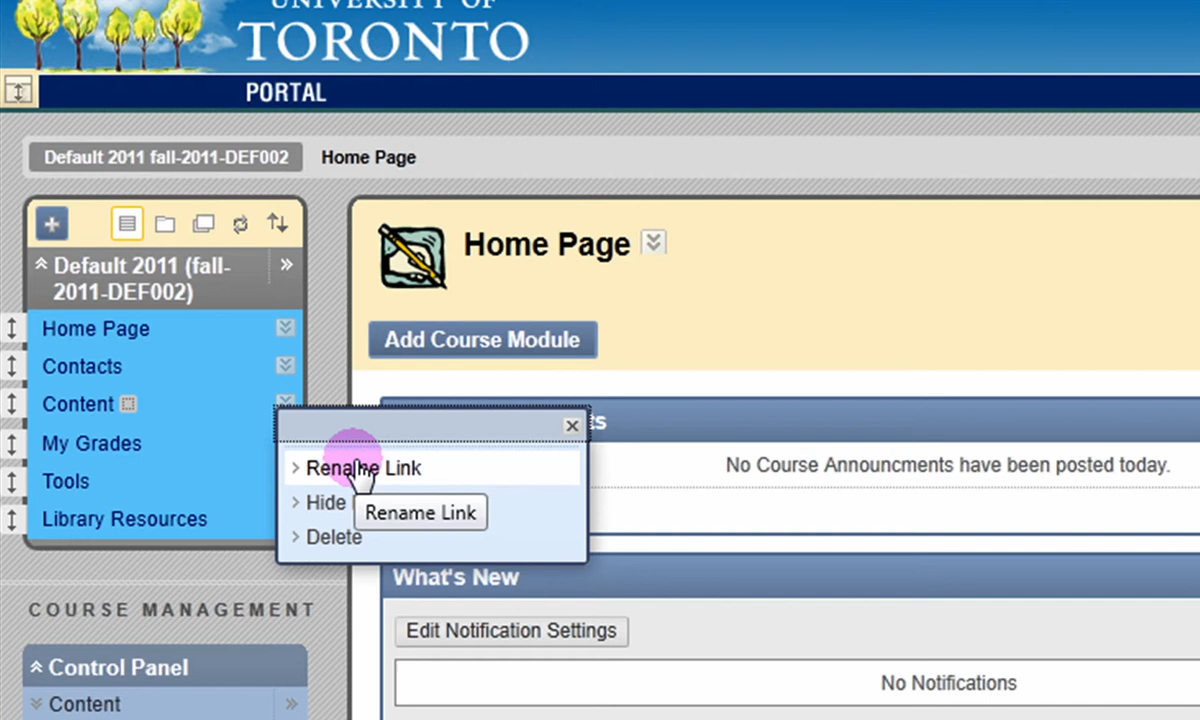 UNIVERSITY OF
TORONTO
PORTAL
Default 2011 fall-2011-DEF002
Home Page
Default 2011 (fall-
2011-DEF002)
Home Page
Contacts
Content
My Grades
Tools
Library Resources
Home Page
Add Course Module
ts
No Course Announcments have been posted today.
Rename Link
Hide
Rename Link
Delete
What's New
Edit Notification Settings
No Notifications
COURSE MANAGEMENT
Control Panel
Content